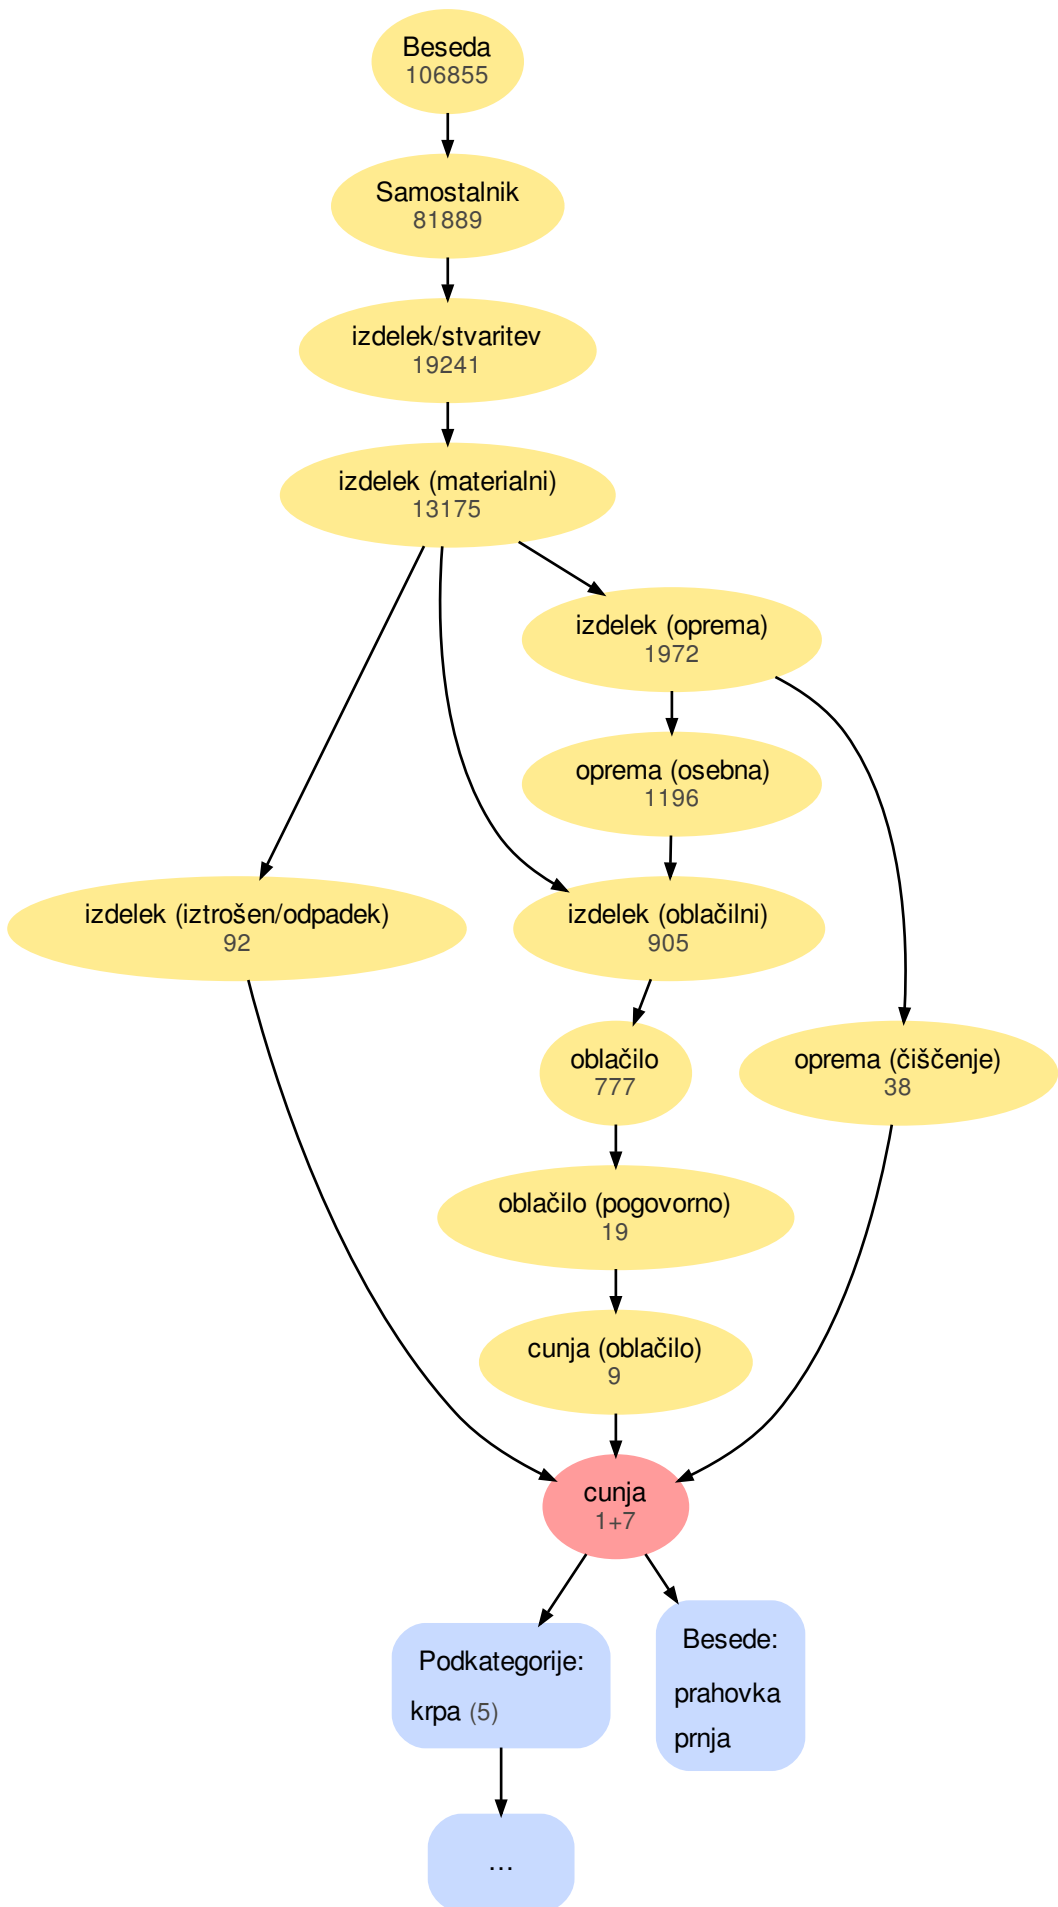 Beseda
106855
Samostalnik
81889
izdelek/stvaritev
19241
izdelek (materialni)
13175
izdelek (oprema)
1972
oprema (osebna)
1196
izdelek (iztrošen/odpadek)
92
izdelek (oblačilni)
905
oblačilo
777
oprema (čiščenje)
38
oblačilo (pogovorno)
19
cunja (oblačilo)
9
cunja
1+7
Podkategorije:
krpa (5)
Besede:
prahovka
prnja
...